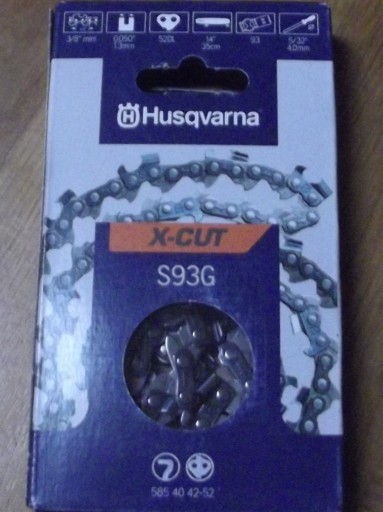 3/8" mini 0.050" 52DL 14" 93 5/32"
1.3mm 35cm 4.0mm
Husqvarna
X-CUT
S93G
585 40 42-52